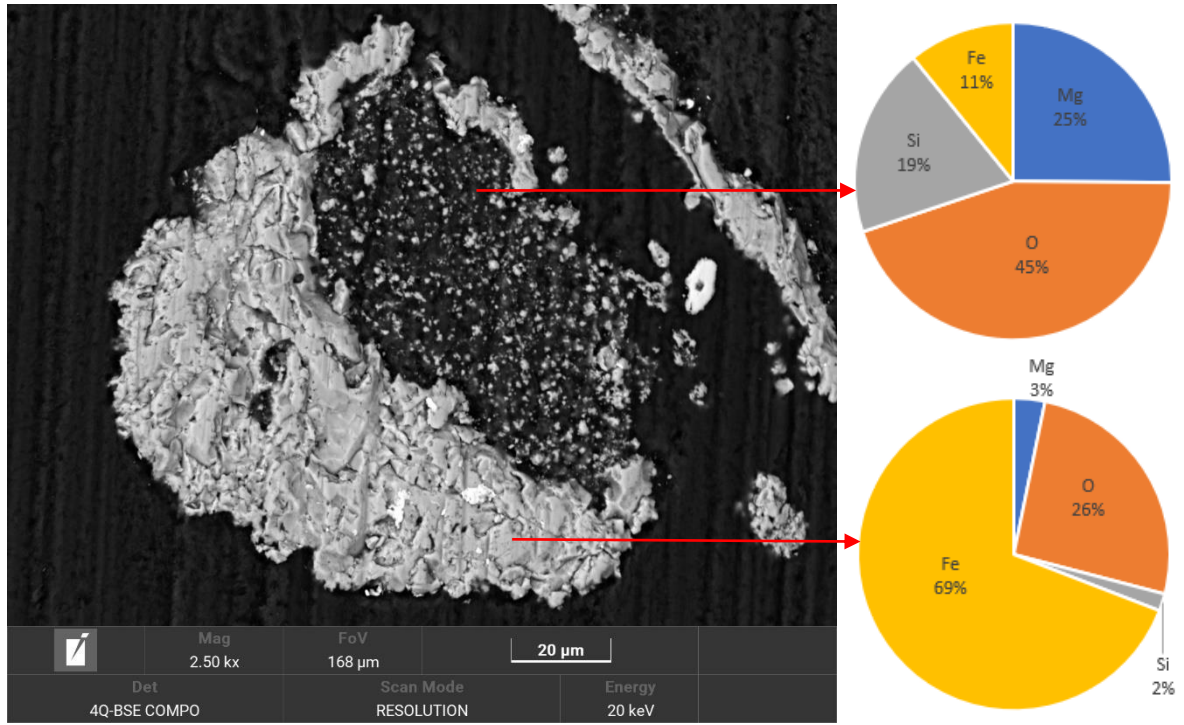 Fe
11%
Mg
25%
Si
19%
O
45%
Mg
3%
O
26%
Fe
69%
Si
2%
Mag
2.50 kx
FoV
168 µm
20 µm
Det
4Q-BSE COMPO
Scan Mode
RESOLUTION
Energy
20 keV